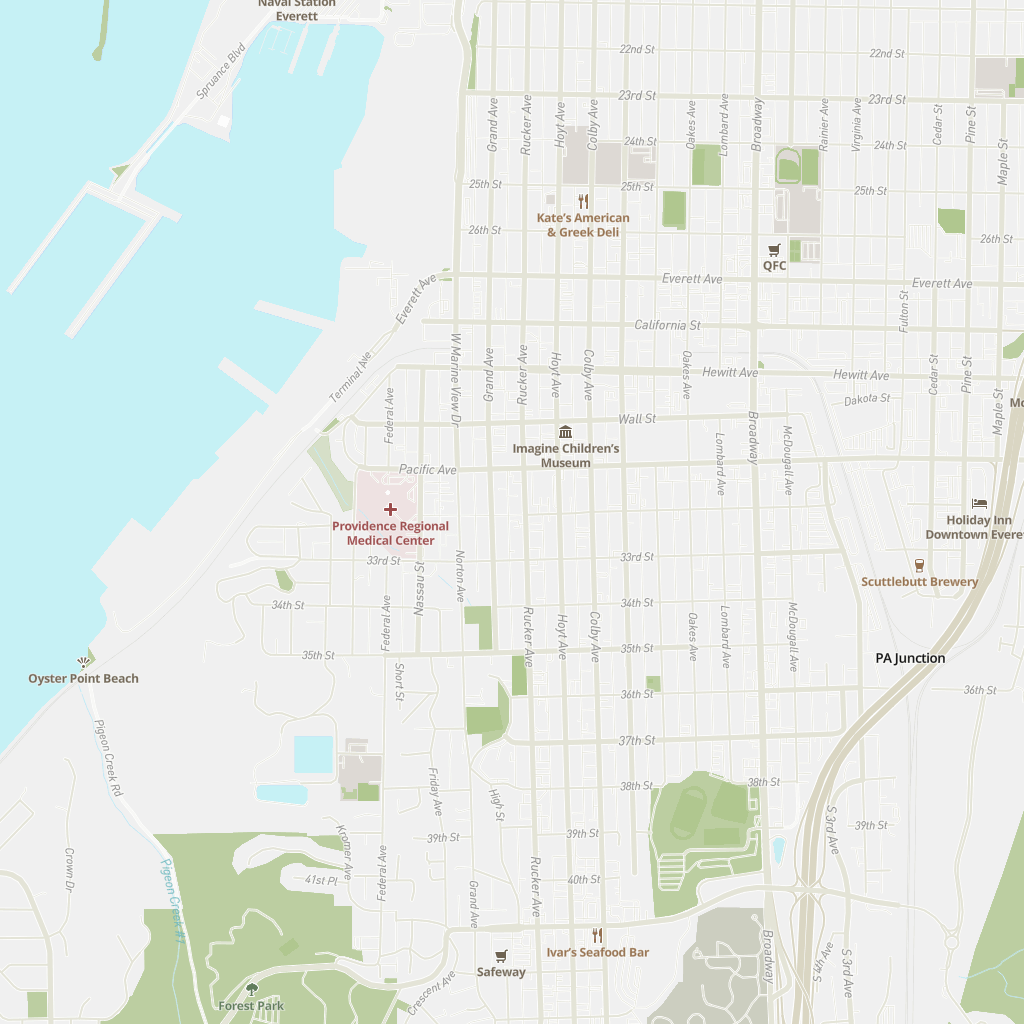 Naval Station
Everett
Spruance Blvd
22nd St
22nd St
23rd St
23rd St
Grand Ave
Rucker Ave
Hoyt Ave
Colby Ave
Oakes Ave
Lombard Ave
Broadway
Rainier Ave
Virginia Ave
Cedar St
Pine St
Maple St
24th St
24th St
25th St
25th St
25th St
Kate's American
& Greek Deli
26th St
26th St
QFC
Everett Ave
Everett Ave
Everett Ave
Fulton St
California St
W Marine View Dr
Grand Ave
Rucker Ave
Hoyt Ave
Colby Ave
Oakes Ave
Terminal Ave
Federal Ave
Hewitt Ave
Hewitt Ave
Cedar St
Pine St
Maple St
Dakota St
Wall St
Broadway
McDougall Ave
Lombard Ave
Imagine Children's
Museum
Pacific Ave
Providence Regional
Medical Center
Holiday Inn
Downtown Evere
Scuttlebutt Brewery
33rd St
33rd St
Nassan St
Norton Ave
34th St
34th St
Federal Ave
Rucker Ave
Hoyt Ave
Colby Ave
Oakes Ave
Lombard Ave
McDougall Ave
35th St
35th St
PA Junction
Oyster Point Beach
Short St
36th St
36th St
Pigeon Creek Rd
37th St
Friday Ave
High St
38th St
38th St
39th St
39th St
39th St
S 3rd Ave
Kromer Ave
Crown Dr
Pigeon Creek #1
41st Pl
Federal Ave
Grand Ave
Rucker Ave
40th St
Ivar's Seafood Bar
Safeway
Crescent Ave
Forest Park
Broadway
S 4th Ave
S 3rd Ave